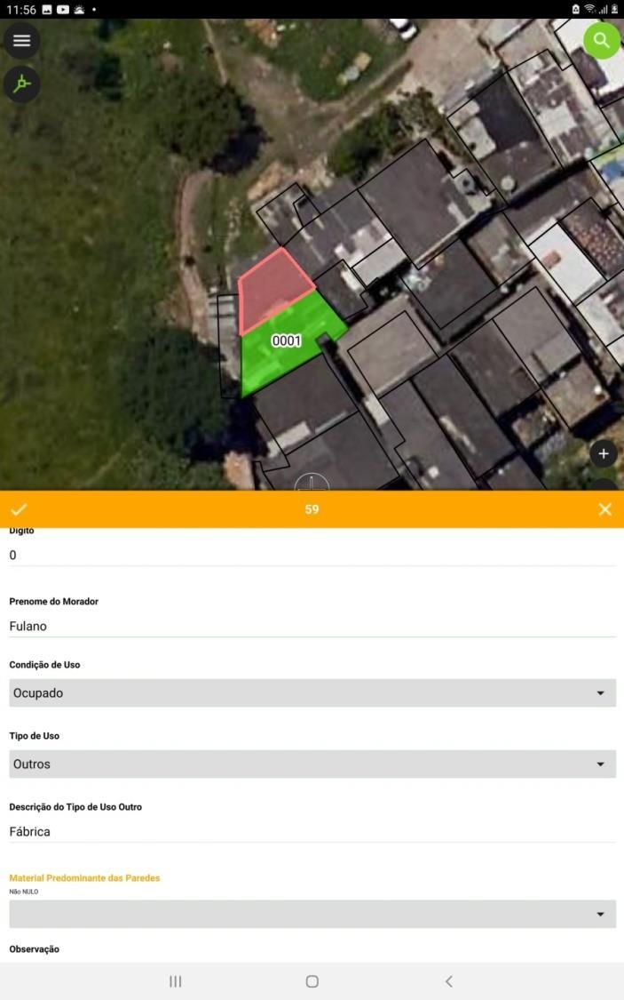 11:56
0001
59
Dígito
0
Prenome do Morador
Fulano
Condição de Uso
Ocupado
Tipo de Uso
Outros
Descrição do Tipo de Uso Outro
Fábrica
Material Predominante das Paredes
Não NULO
Observação